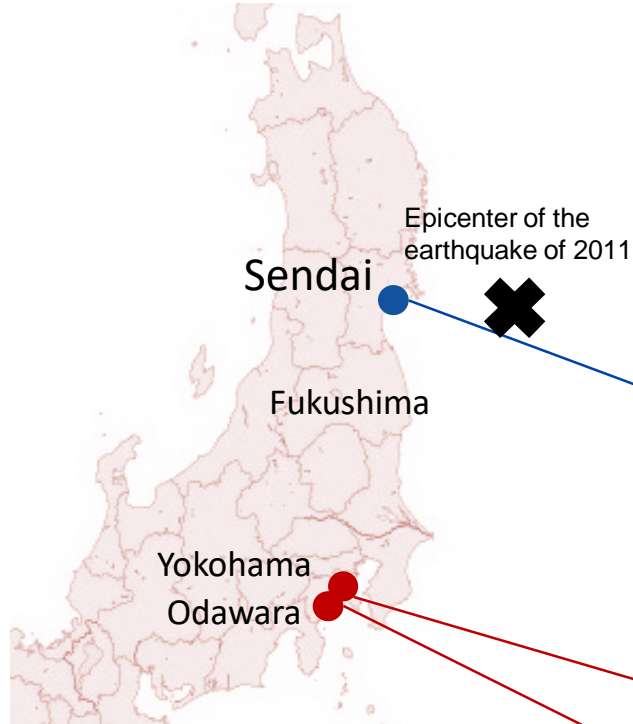 Epicenter of the
earthquake of 2011
Sendai
Fukushima
Yokohama
Odawara